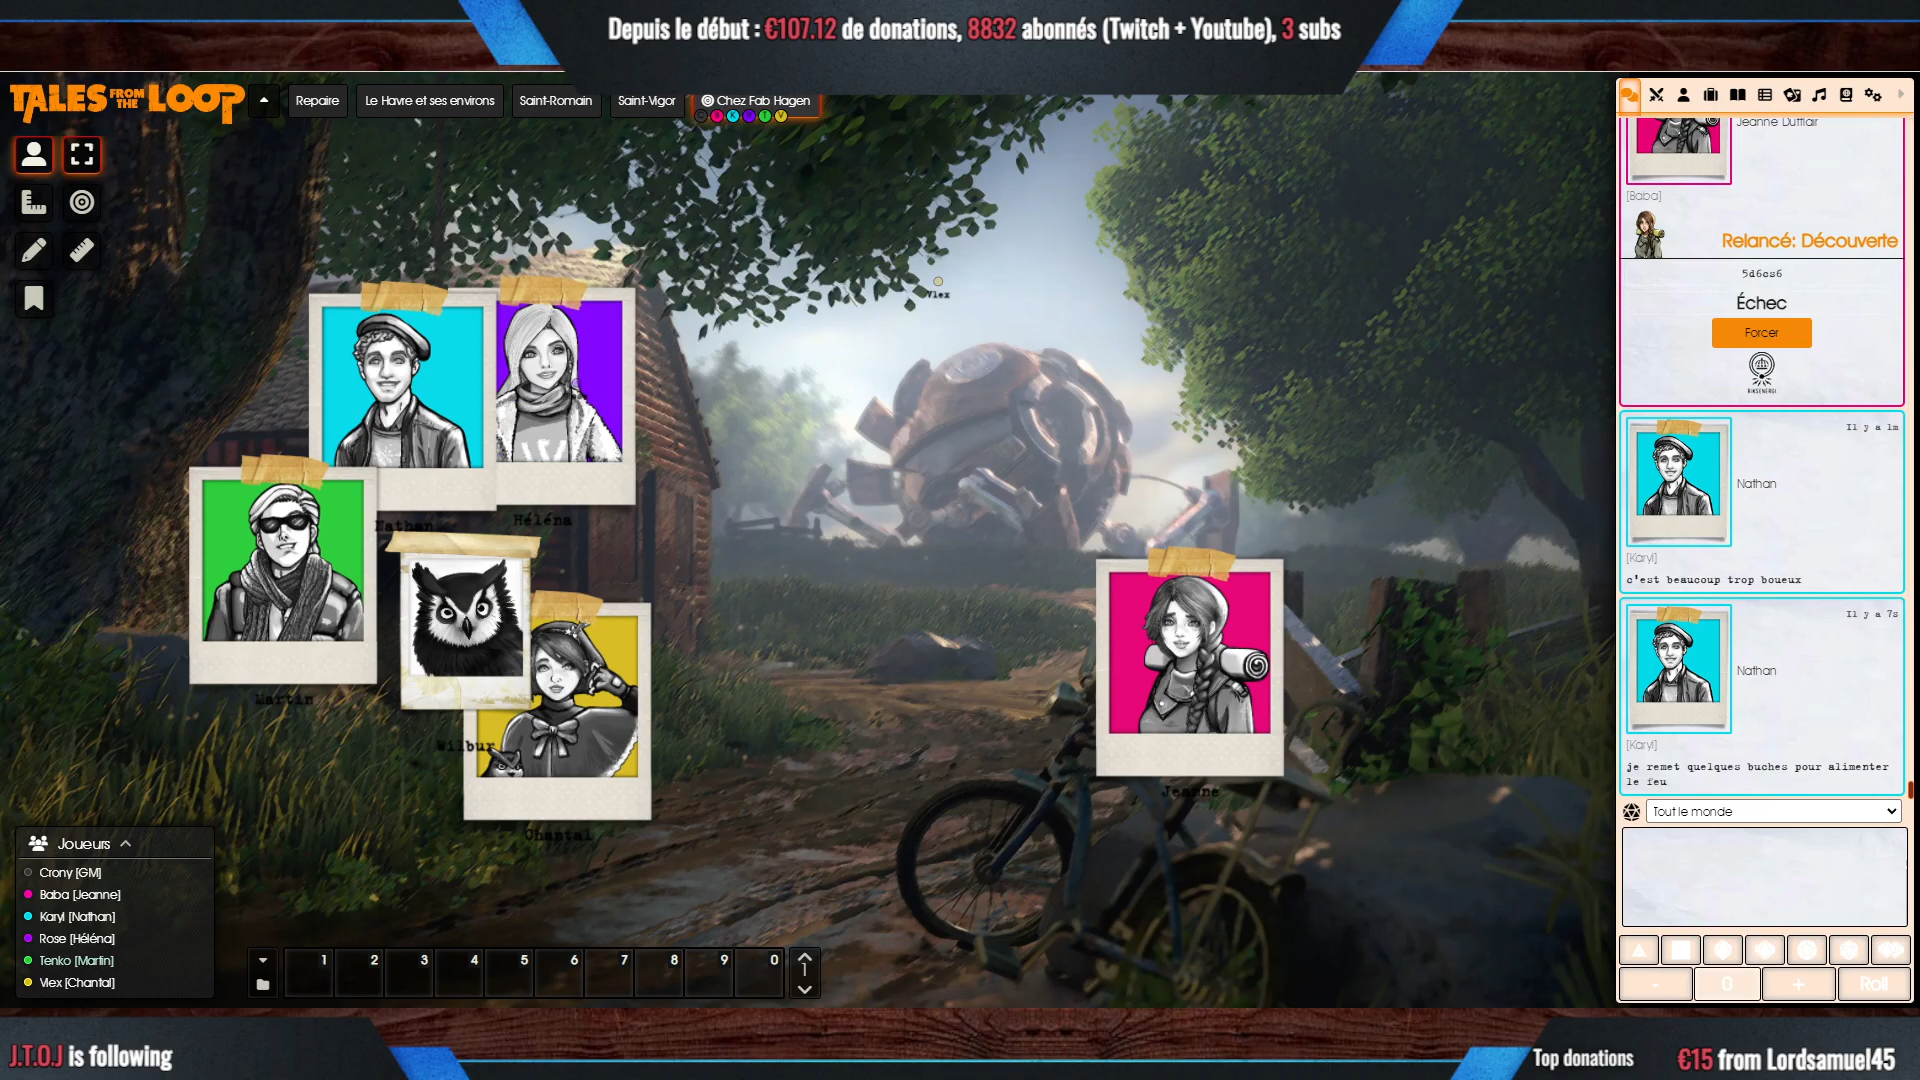 Depuis le début : €107.12 de donations, 8832 abonnés (Twitch + Youtube), 3 subs
TALES FROM THE LOOP
Repaire
Le Havre et ses environs
Saint-Romain
Saint-Vigor
Chez Fab Hagen
Vlex
Nathan
Héléna
Martin
Wilbur
Chantal
Jeanne
Joueurs
Crony [GM]
Baba [Jeanne]
Karyl [Nathan]
Rose [Héléna]
Tenko [Martin]
Vlex [Chantal]
1 2 3 4 5 6 7 8 9 0
1
Jeanne Dufflair
[Baba]
Relancé: Découverte
5d6cs6
Échec
Forcer
RIKSENERGI
Il y a 1m
Nathan
[Karyl]
c'est beaucoup trop boueux
Il y a 7s
Nathan
[Karyl]
je remet quelques buches pour alimenter
le feu
Tout le monde
- 0 + Roll
J.T.O.J is following
Top donations
€15 from Lordsamuel45